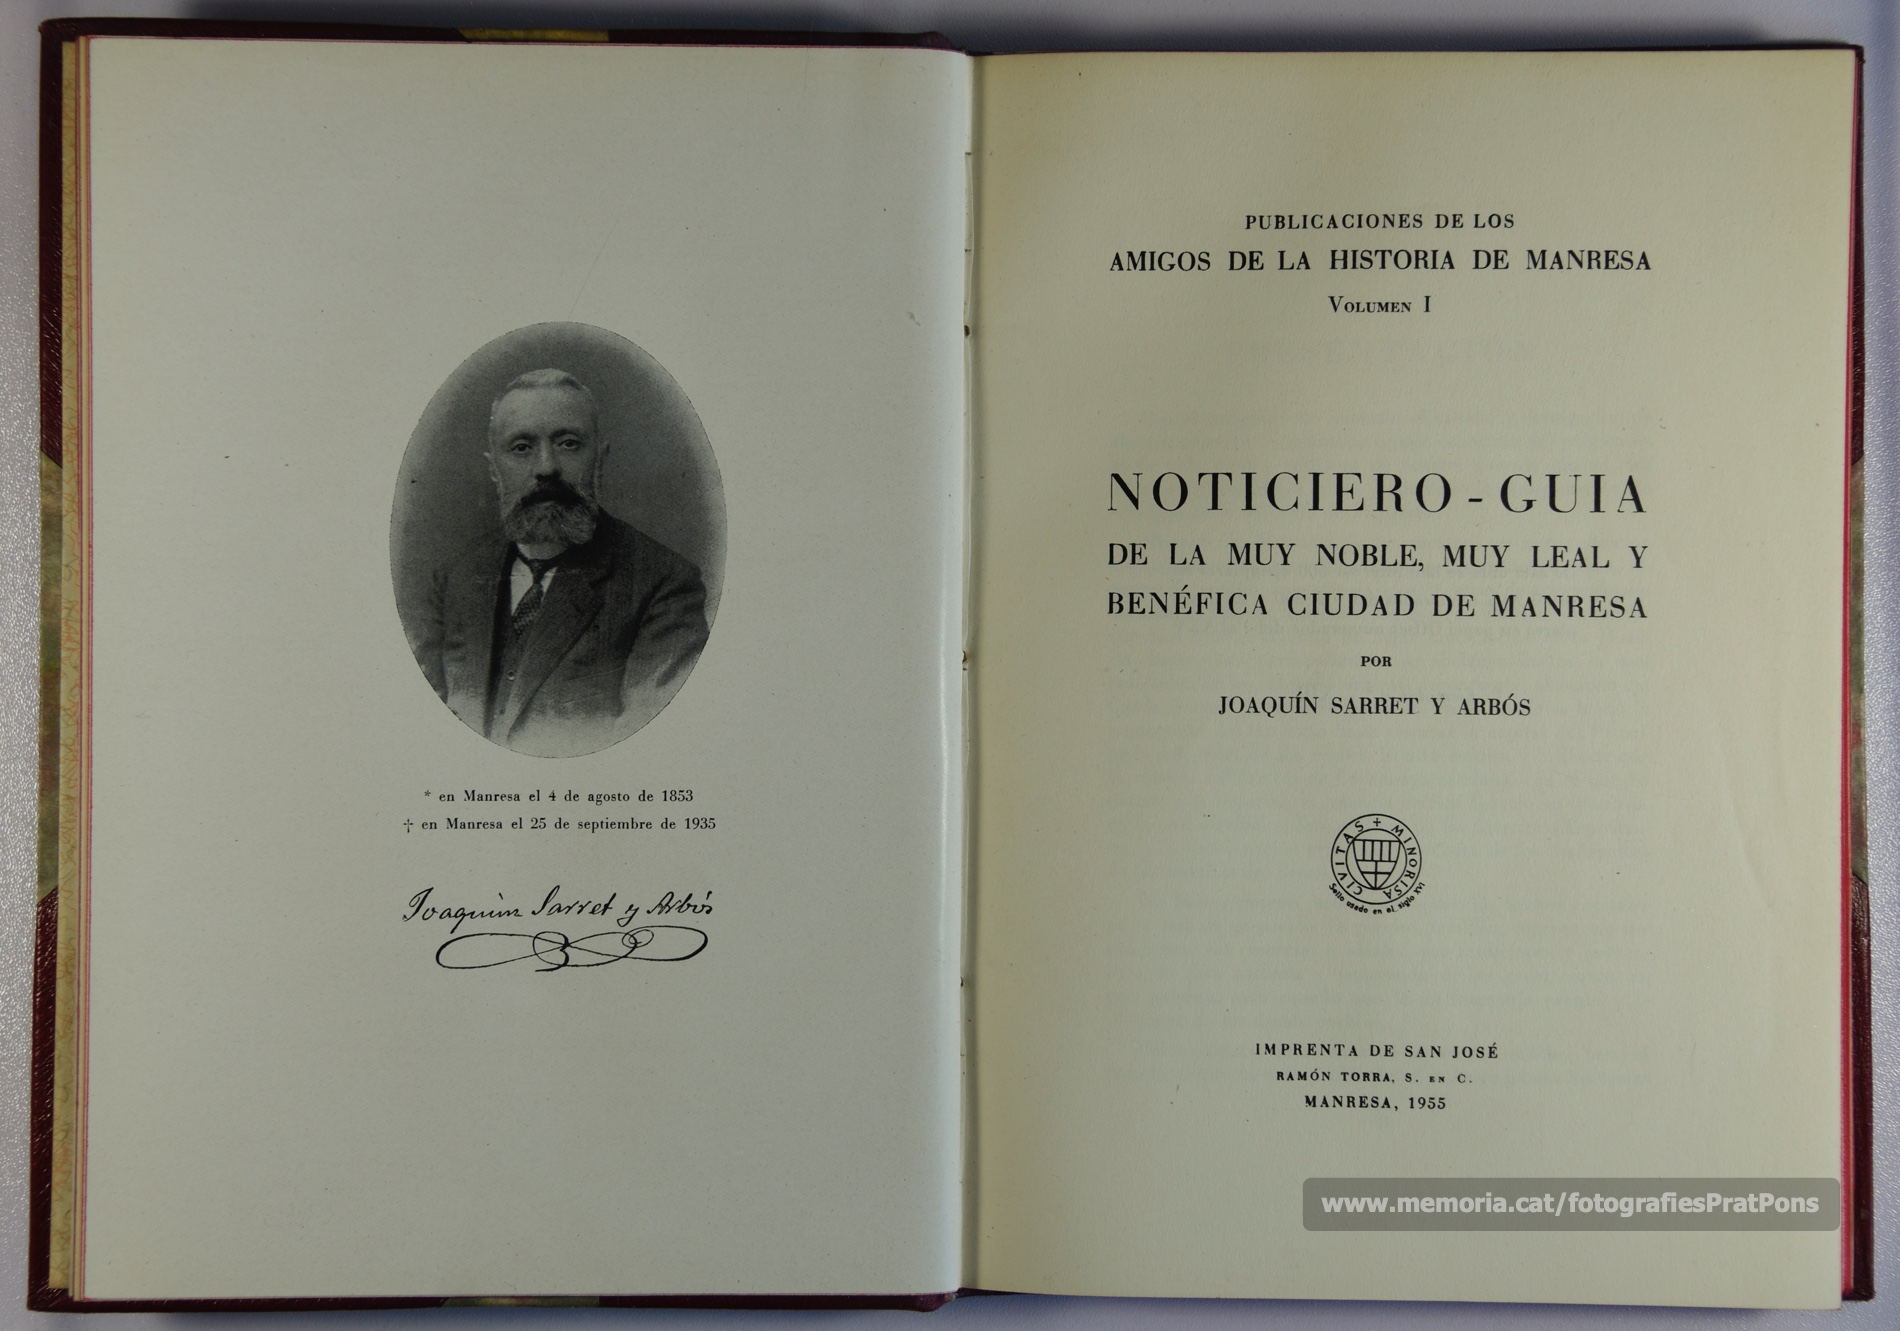 * en Manresa el 4 de agosto de 1853
† en Manresa el 25 de septiembre de 1935
Joaquin Sarret y Arbós
PUBLICACIONES DE LOS
AMIGOS DE LA HISTORIA DE MANRESA
VOLUMEN I
NOTICIERO - GUIA
DE LA MUY NOBLE, MUY LEAL Y
BENÉFICA CIUDAD DE MANRESA
POR
JOAQUÍN SARRET Y ARBÓS
CIVITAS + MINORISA
Sello usado en el siglo XVI
IMPRENTA DE SAN JOSÉ
RAMÓN TORRA, S. EN C.
MANRESA, 1955
www.memoria.cat/fotografiesPratPons